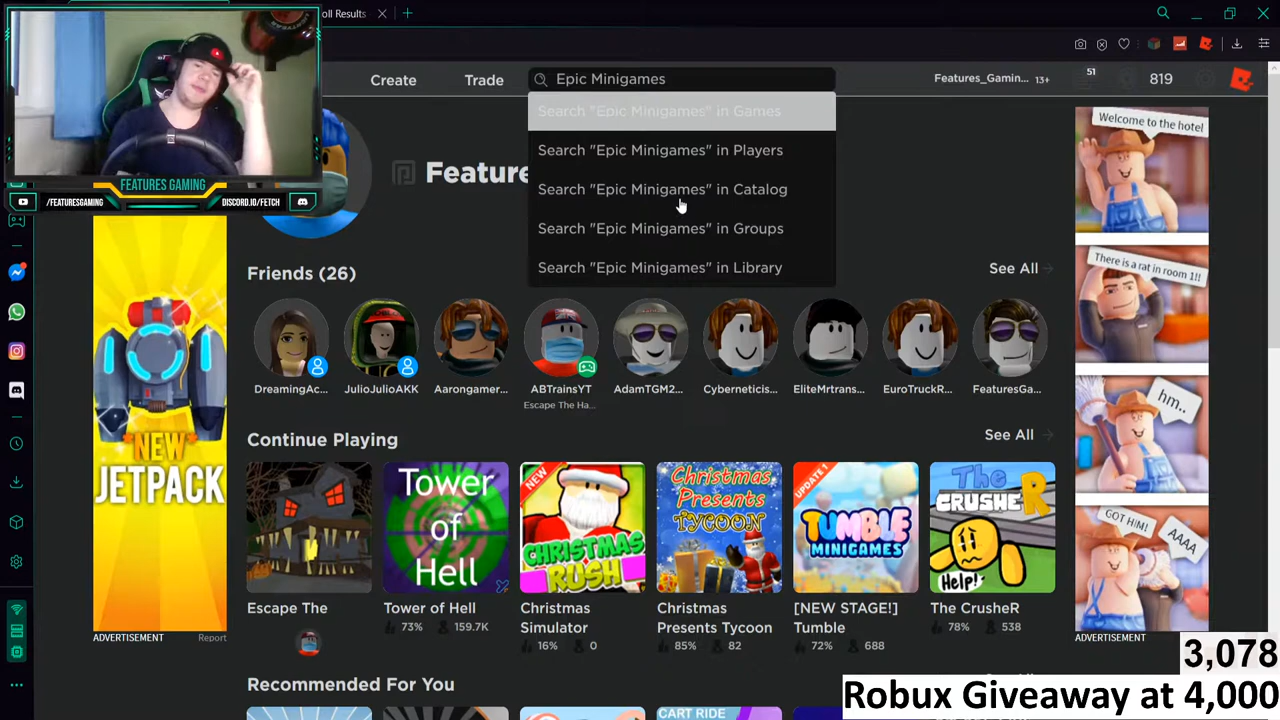 oll Results
Create
Trade
Epic Minigames
Features_Gamin...
13+
51
819
Search "Epic Minigames" in Games
Search "Epic Minigames" in Players
Search "Epic Minigames" in Catalog
Search "Epic Minigames" in Groups
Search "Epic Minigames" in Library
FEATURES GAMING
/FEATURESGAMING
DISCORD.IO/FETCH
Feature
Friends (26)
See All
DreamingAc...
JulioJulioAKK
Aarongamer...
ABTrainsYT
AdamTGM2...
Cyberneticis...
EliteMrtrans...
EuroTruckR...
FeaturesGa...
Escape The Ha...
Continue Playing
See All
Tower of Hell
NEW
CHRISTMAS RUSH
Christmas Presents TYCOON
UPDATE 1
TUMBLE MINIGAMES
The CRUSHER
Help!
Escape The
Tower of Hell
73%
159.7K
Christmas Simulator
16%
0
Christmas Presents Tycoon
85%
82
[NEW STAGE!] Tumble
72%
688
The CrusheR
78%
538
*NEW* JETPACK
ADVERTISEMENT
Report
Welcome to the hotel
There is a rat in room 1!!
hm..
GOT HIM!
AAAA
ADVERTISEMENT
Recommended For You
CART RIDE
3,078
Robux Giveaway at 4,000